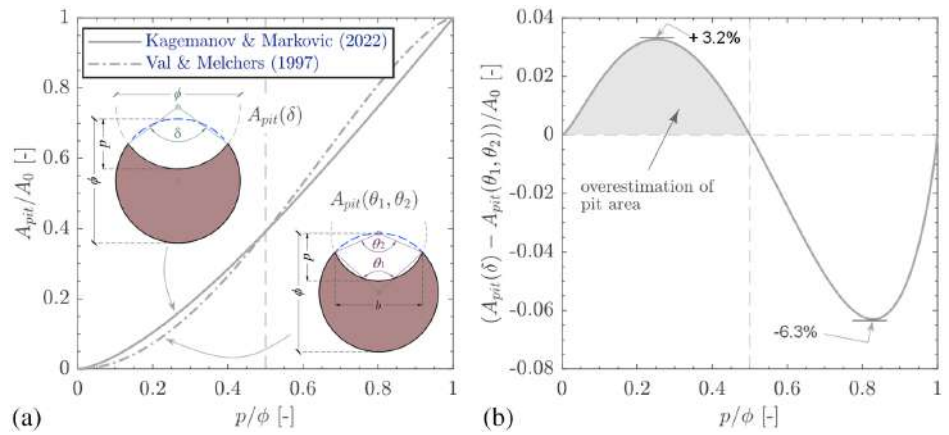 Kagemanov & Markovic (2022)
Val & Melchers (1997)
A_pit/A_0 [-]
1
0.8
0.6
0.4
0.2
0
0 0.2 0.4 0.6 0.8 1
p/ϕ [-]
ϕ
A_pit(δ)
δ
p
ϕ
A_pit(θ_1, θ_2)
θ_2
θ_1
p
ϕ
b
(a)
(A_pit(δ) − A_pit(θ_1, θ_2))/A_0 [-]
0.04
0.02
0
-0.02
-0.04
-0.06
-0.08
+ 3.2%
overestimation of
pit area
-6.3%
0 0.2 0.4 0.6 0.8 1
p/ϕ [-]
(b)